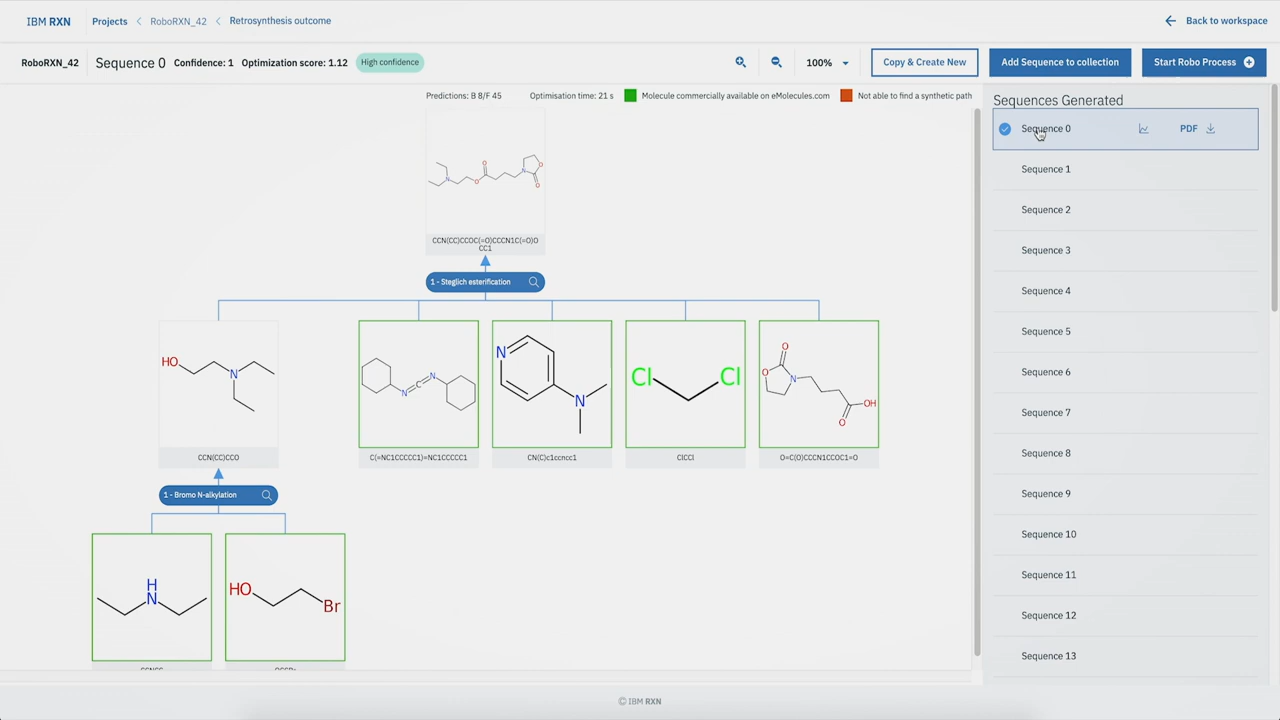 IBM RXN
Projects
RoboRXN_42
Retrosynthesis outcome
Back to workspace
RoboRXN_42
Sequence 0
Confidence: 1
Optimization score: 1.12
High confidence
100%
Copy & Create New
Add Sequence to collection
Start Robo Process
Predictions: B 8/F 45
Optimisation time: 21 s
Molecule commercially available on eMolecules.com
Not able to find a synthetic path
Sequences Generated
Sequence 0
PDF
Sequence 1
Sequence 2
Sequence 3
Sequence 4
Sequence 5
Sequence 6
Sequence 7
Sequence 8
Sequence 9
Sequence 10
Sequence 11
Sequence 12
Sequence 13
N
O
O
N
O
O
CCN(CC)CCOC(=O)CCCN1C(=O)O
CC1
1 - Steglich esterification
HO
N
N
C
N
N
N
Cl
Cl
O
O
N
OH
O
CCN(CC)CCO
C(=NC1CCCCC1)=NC1CCCCC1
CN(C)c1ccncc1
ClCCl
O=C(O)CCCN1CCOC1=O
1 - Bromo N-alkylation
H
N
HO
Br
© IBM RXN